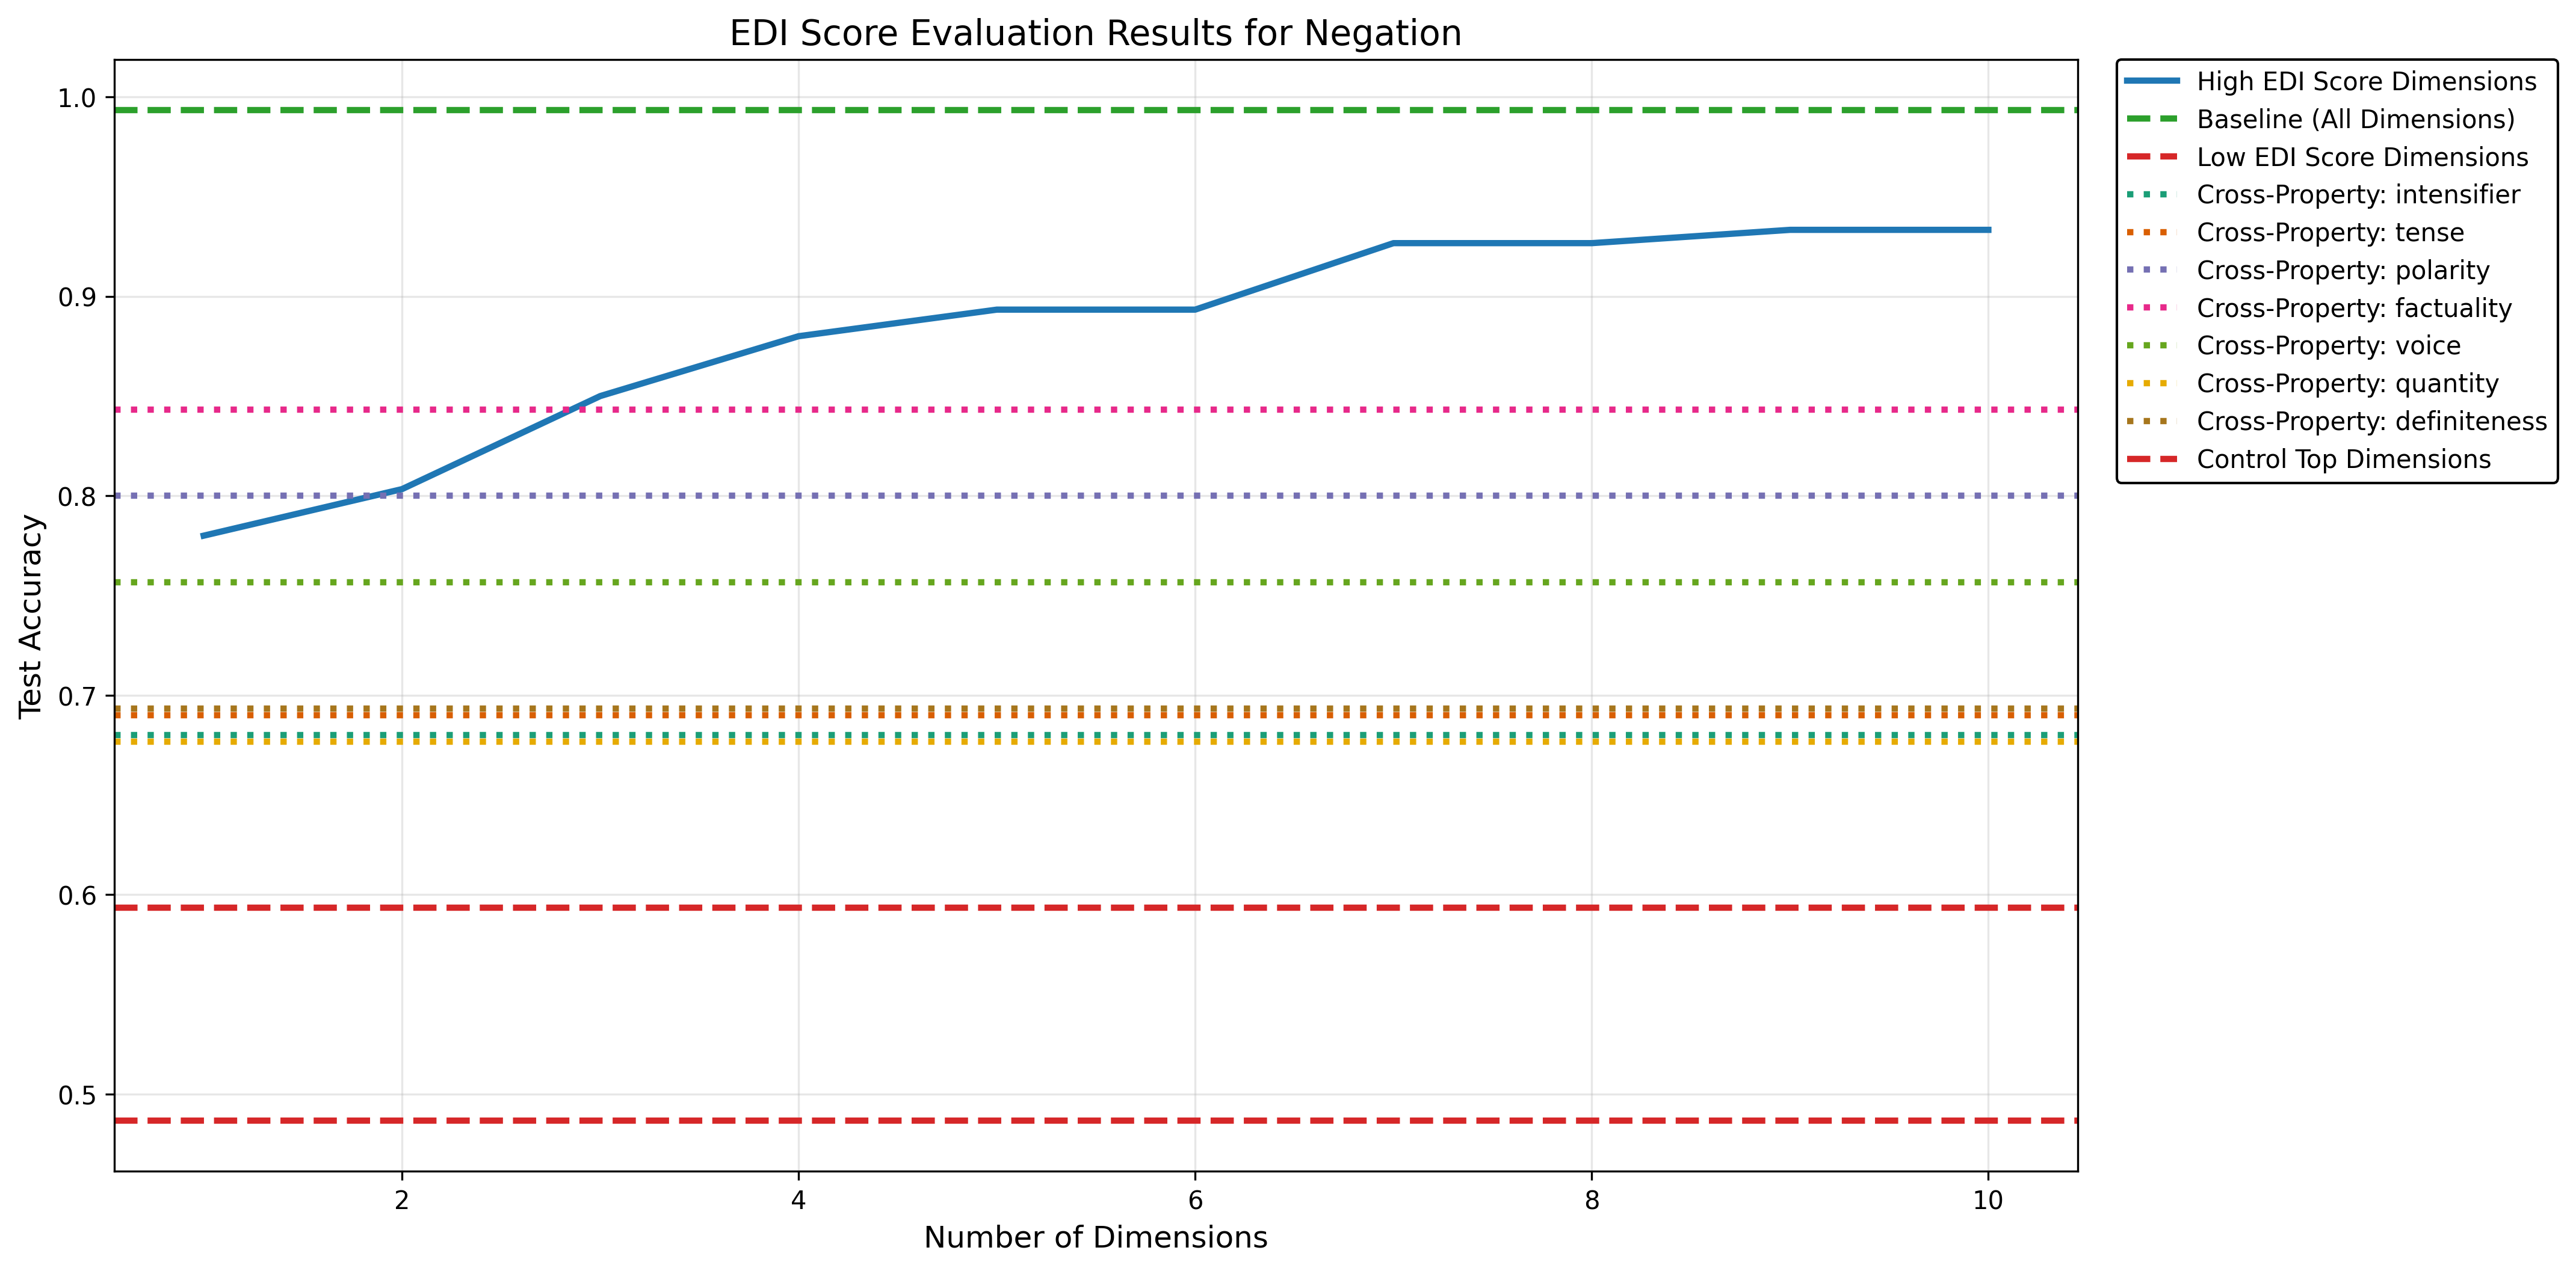 EDI Score Evaluation Results for Negation
Test Accuracy
1.0
0.9
0.8
0.7
0.6
0.5
2
4
6
8
10
Number of Dimensions
High EDI Score Dimensions
Baseline (All Dimensions)
Low EDI Score Dimensions
Cross-Property: intensifier
Cross-Property: tense
Cross-Property: polarity
Cross-Property: factuality
Cross-Property: voice
Cross-Property: quantity
Cross-Property: definiteness
Control Top Dimensions